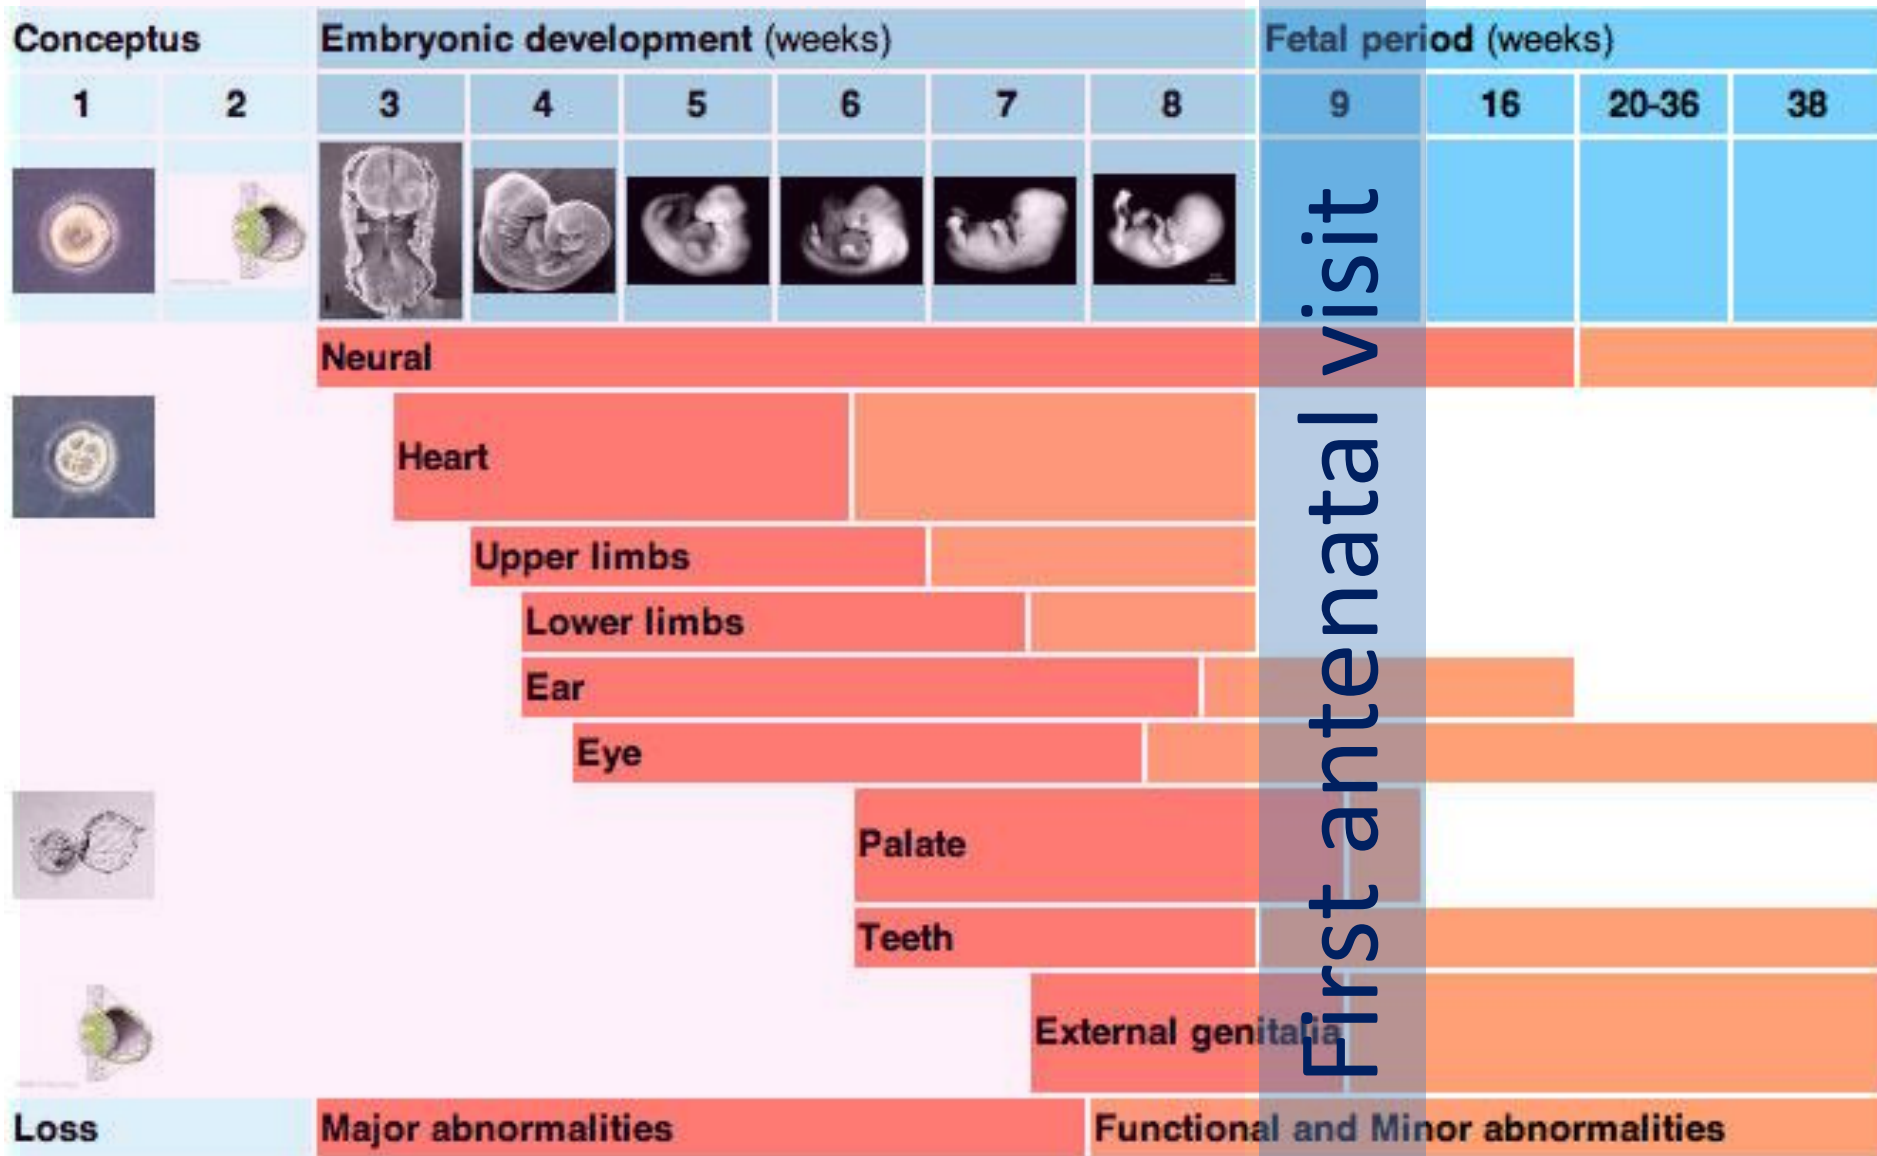 Conceptus
Embryonic development (weeks)
Fetal period (weeks)
1 2 3 4 5 6 7 8 9 16 20-36 38
Neural
Heart
Upper limbs
Lower limbs
Ear
Eye
Palate
Teeth
External genitalia
Loss
Major abnormalities
Functional and Minor abnormalities
First antenatal visit